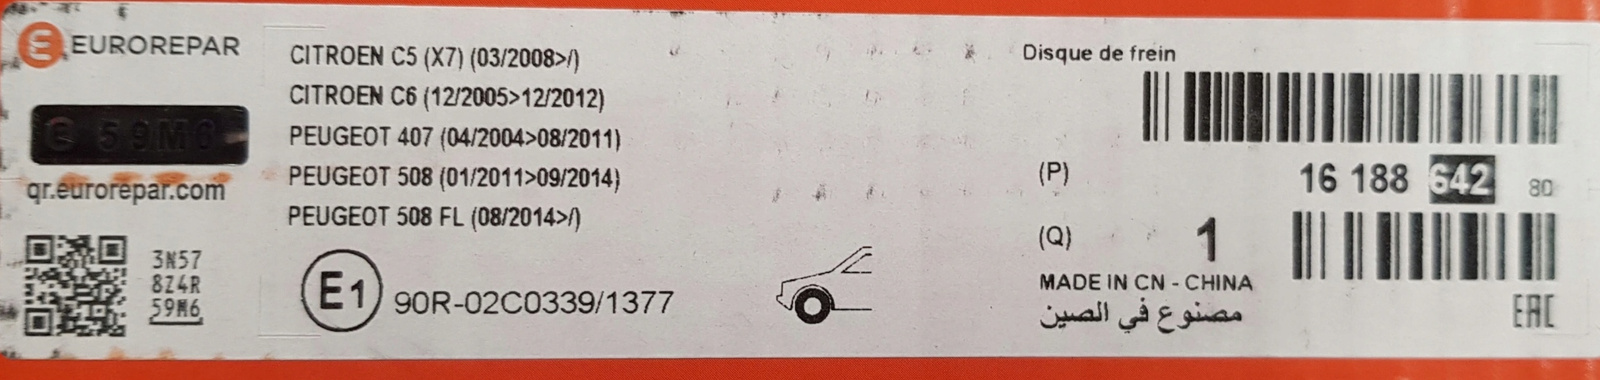 EUROREPAR
59M6
qr.eurorepar.com
3N57
8Z4R
59M6
CITROEN C5 (X7) (03/2008>/)
CITROEN C6 (12/2005>12/2012)
PEUGEOT 407 (04/2004>08/2011)
PEUGEOT 508 (01/2011>09/2014)
PEUGEOT 508 FL (08/2014>/)
E1 90R-02C0339/1377
Disque de frein
(P) 16 188 642 80
(Q) 1
MADE IN CN - CHINA
مصنوع في الصين
EAC